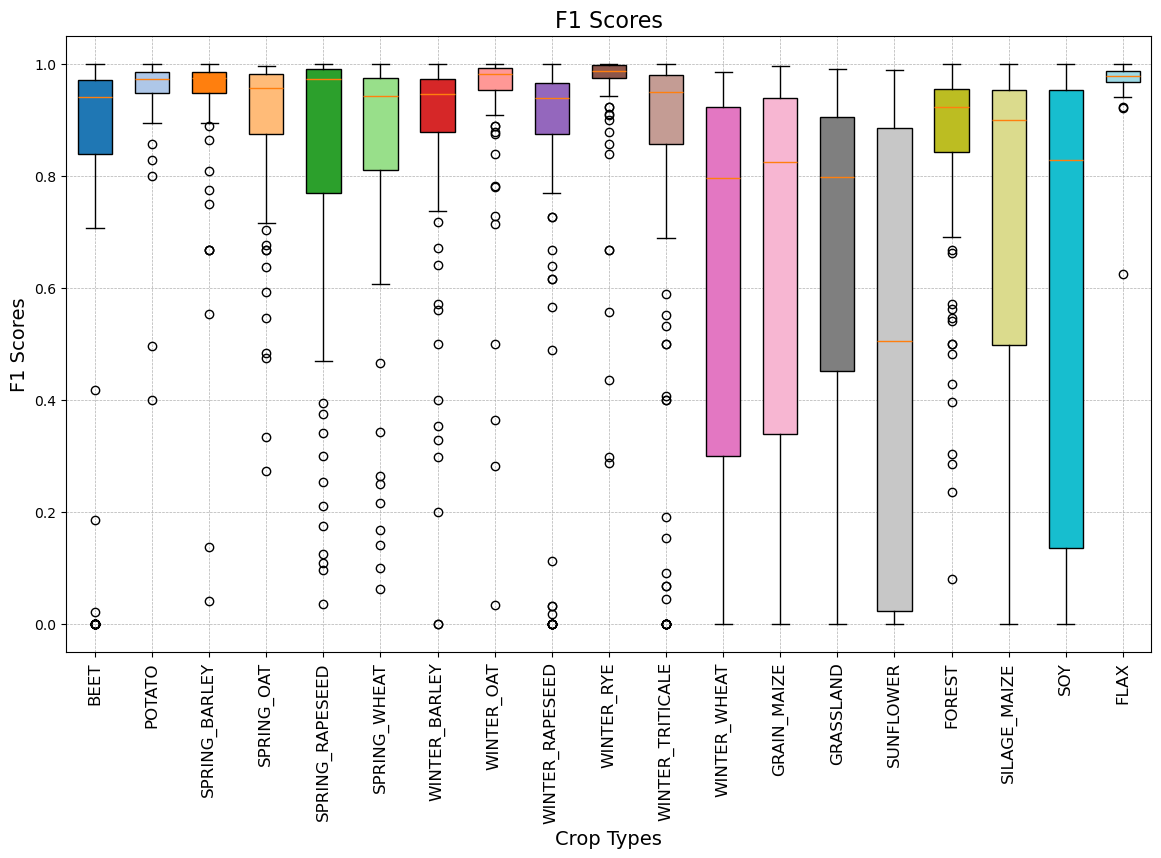 F1 Scores
F1 Scores
1.0
0.8
0.6
0.4
0.2
0.0
BEET
POTATO
SPRING_BARLEY
SPRING_OAT
SPRING_RAPESEED
SPRING_WHEAT
WINTER_BARLEY
WINTER_OAT
WINTER_RAPESEED
WINTER_RYE
WINTER_TRITICALE
WINTER_WHEAT
GRAIN_MAIZE
GRASSLAND
SUNFLOWER
FOREST
SILAGE_MAIZE
SOY
FLAX
Crop Types